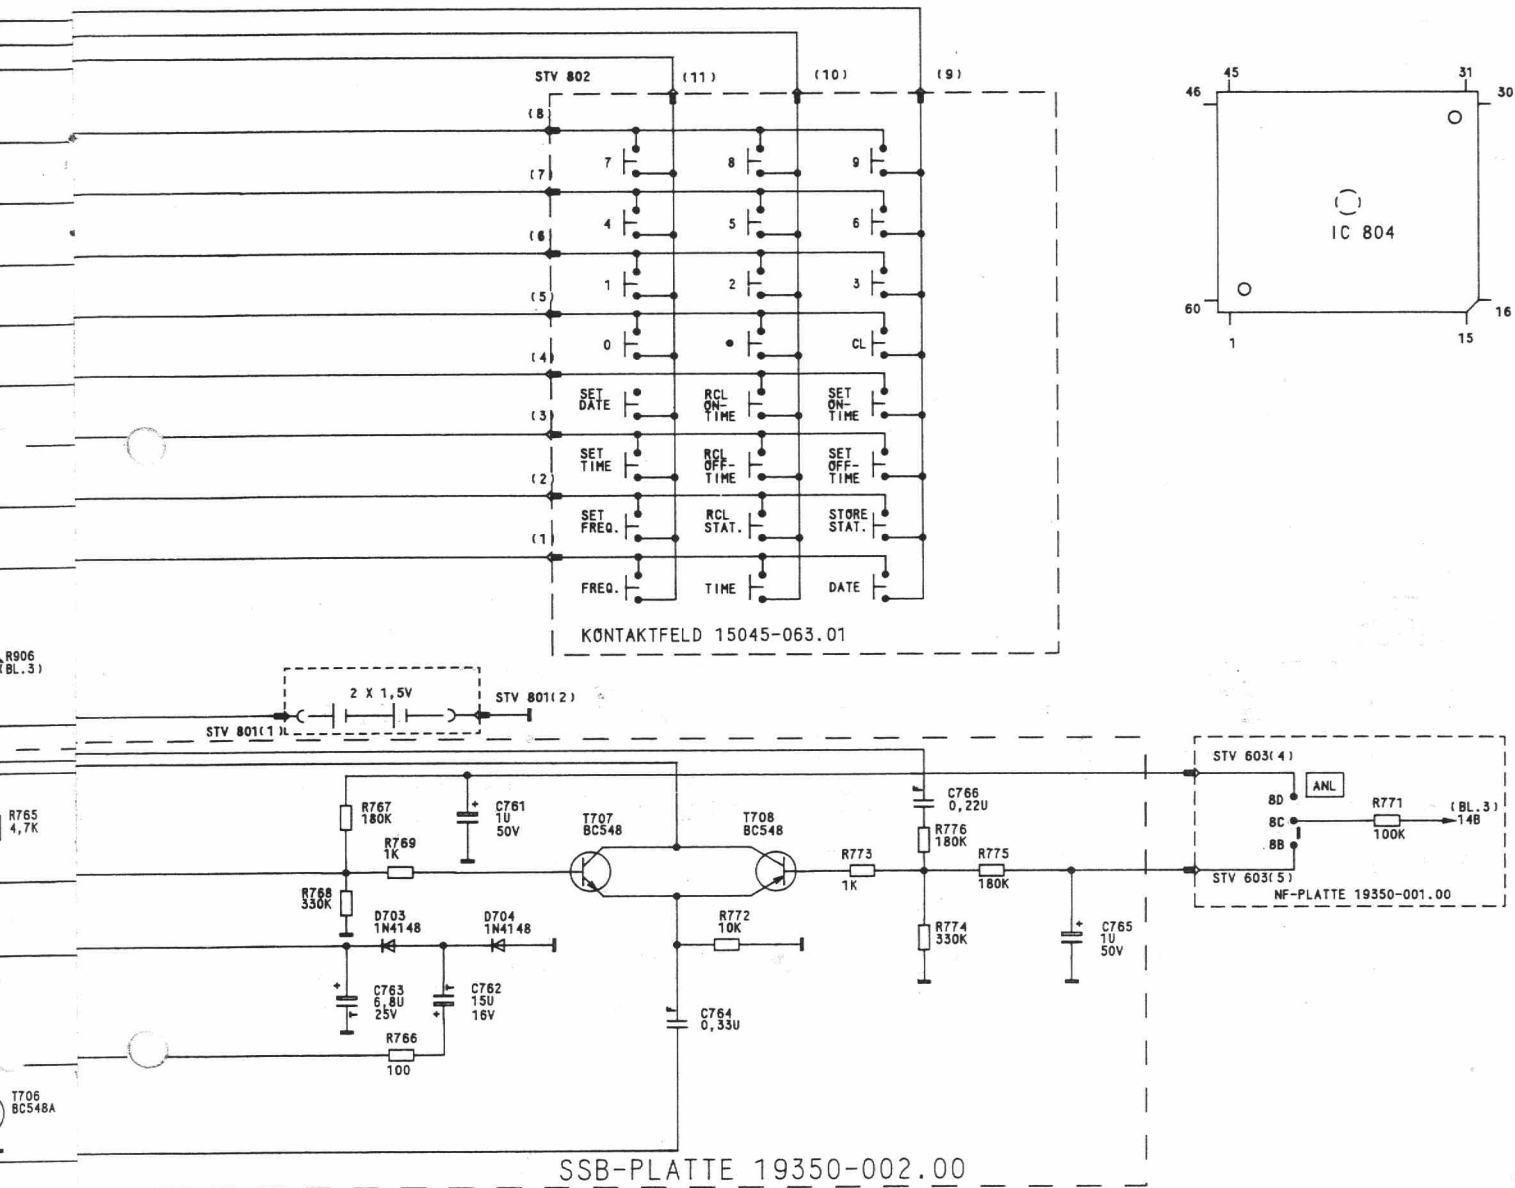 STV 802
(11)
(10)
(9)
(8)
7
8
9
(7)
4
5
6
(6)
1
2
3
(5)
0
CL
(4)
SET
DATE
RCL
ON-
TIME
SET
ON-
TIME
(3)
SET
TIME
RCL
OFF-
TIME
SET
OFF-
TIME
(2)
SET
FREQ.
RCL
STAT.
STORE
STAT.
(1)
FREQ.
TIME
DATE
KONTAKTFELD 15045-063.01
45
31
46
30
IC 804
60
16
1
15
R906
(BL.3)
2 X 1,5V
STV 801(1)
STV 801(2)
R765
4,7K
R767
180K
C761
1U
50V
R769
1K
R768
330K
T707
BC548
T708
BC548
D703
1N4148
D704
1N4148
R772
10K
R773
1K
C766
0,22U
R776
180K
R775
180K
R774
330K
C765
1U
50V
STV 603(4)
ANL
8D
8C
8B
R771
100K
(BL.3)
14B
STV 603(5)
NF-PLATTE 19350-001.00
C763
6,8U
25V
C762
15U
16V
C764
0,33U
R766
100
T706
BC548A
SSB-PLATTE 19350-002.00